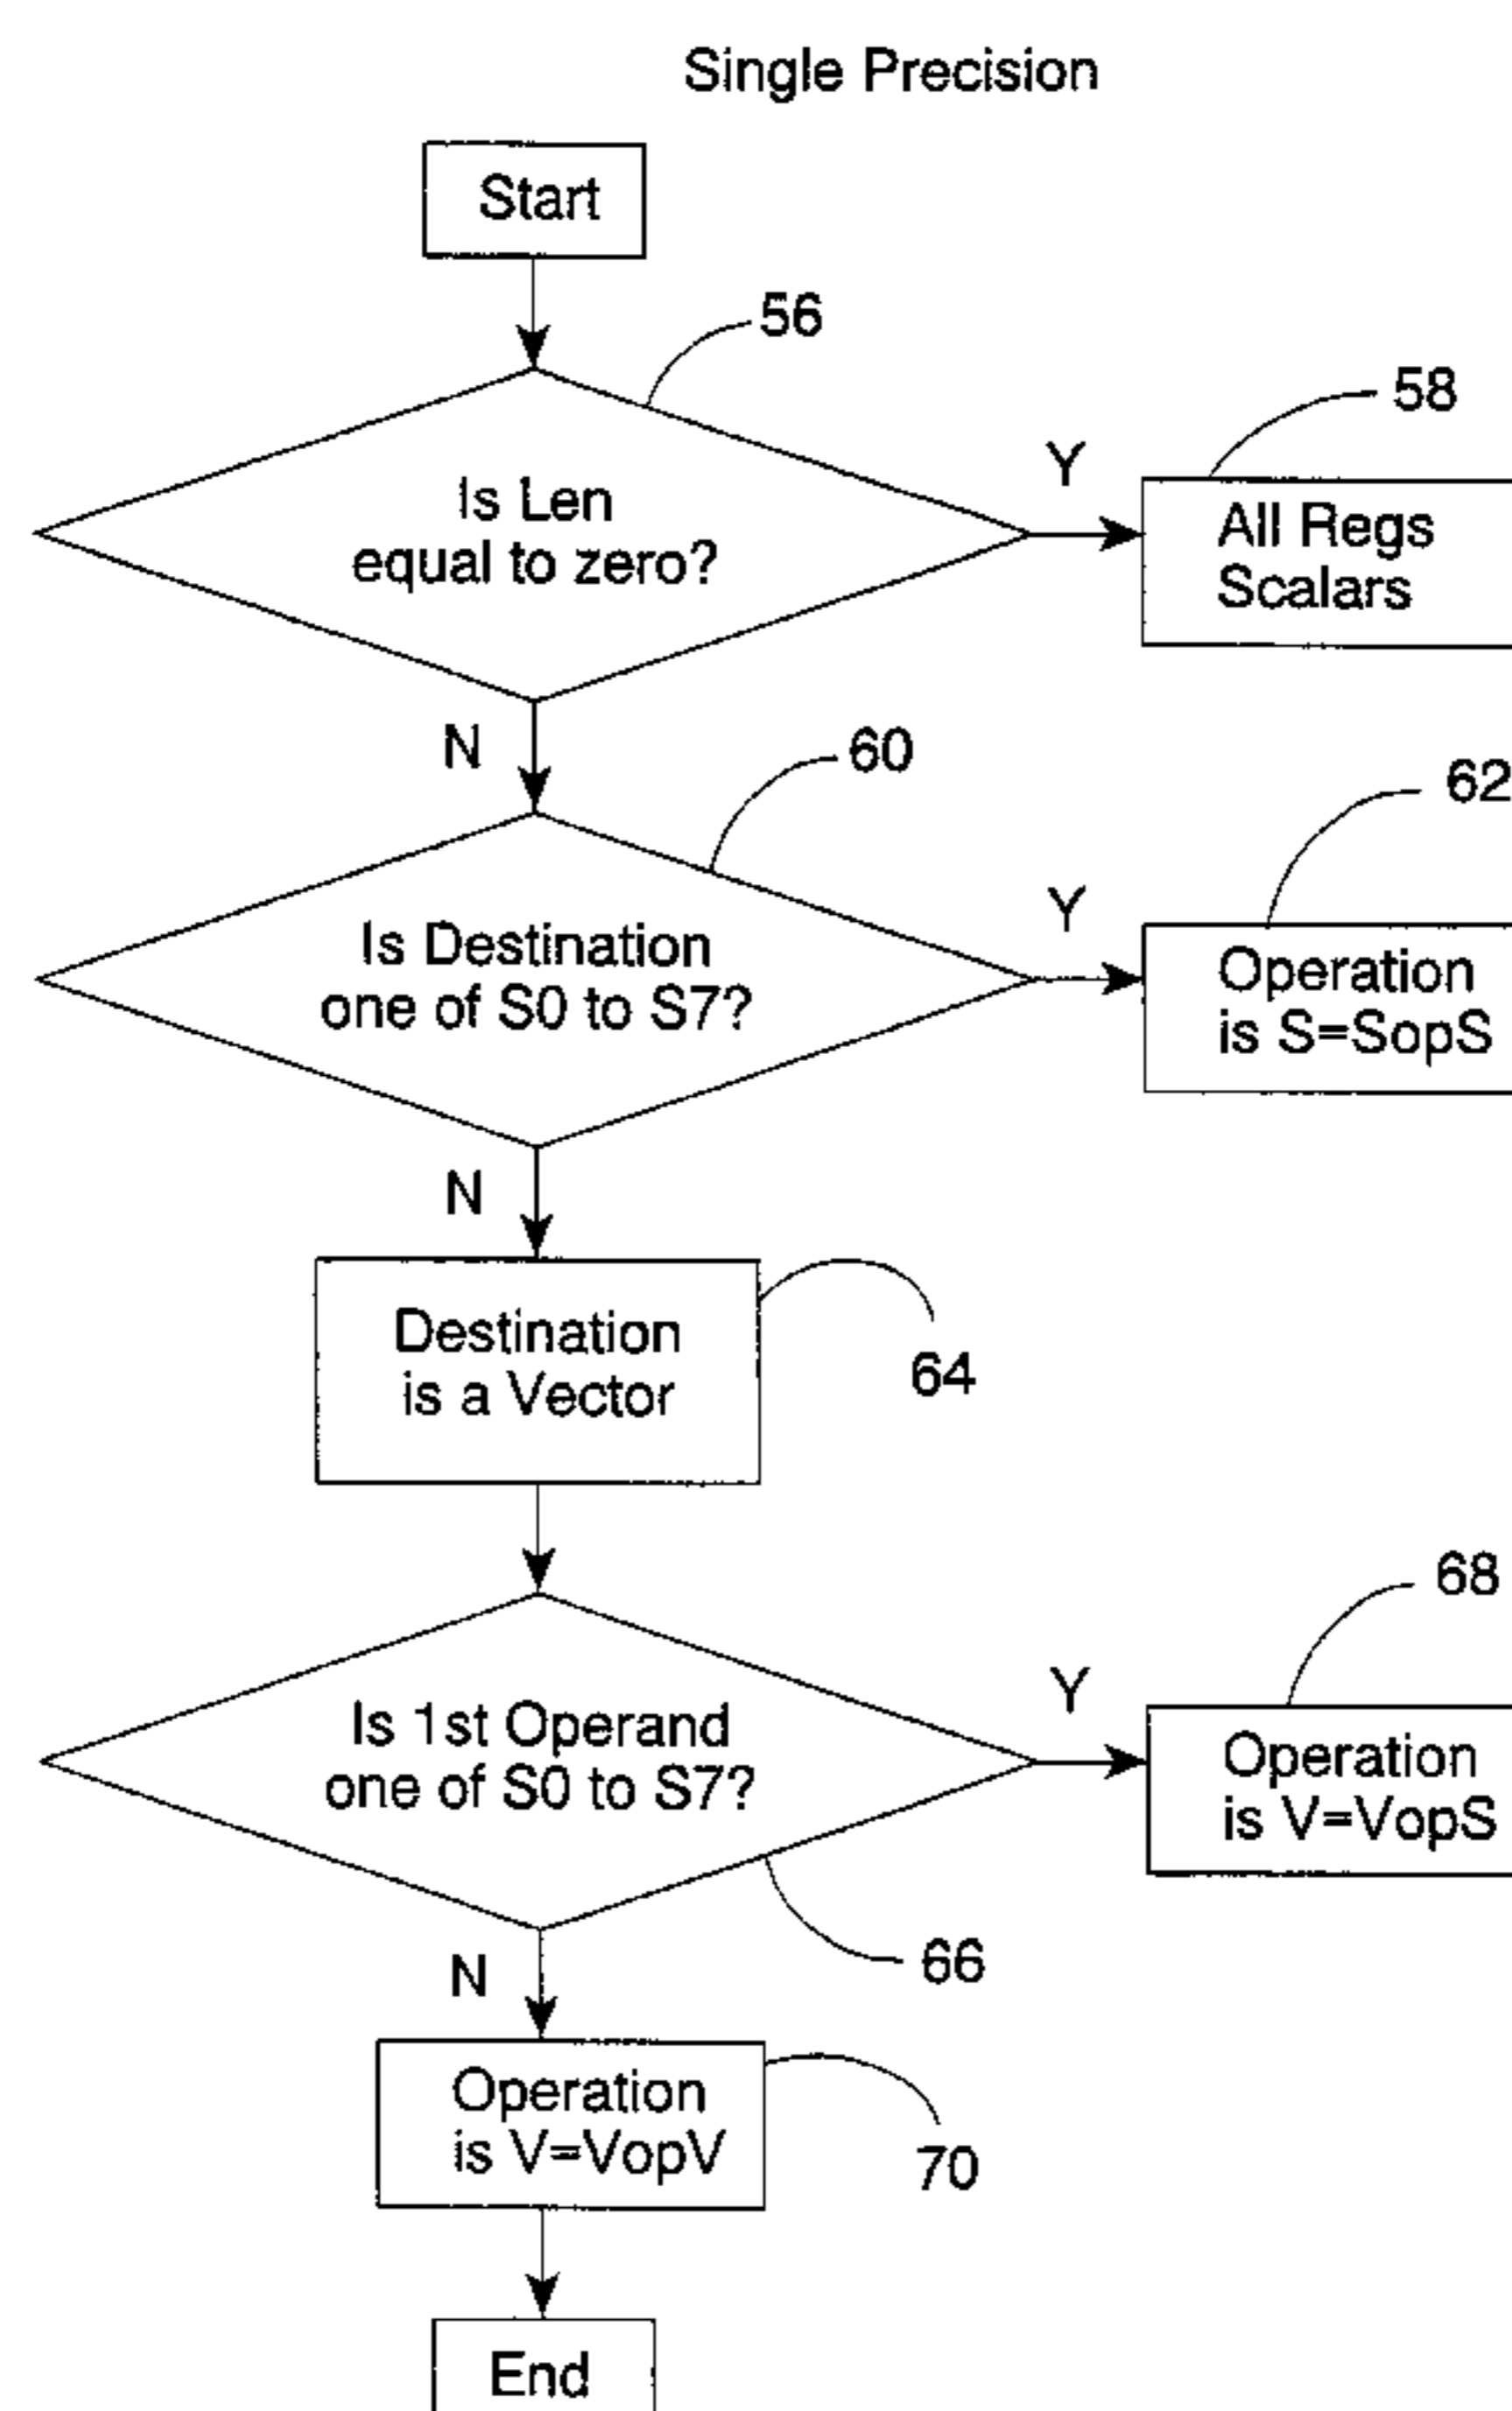 Single Precision
Start
56
58
Is Len
equal to zero?
Y
All Regs
Scalars
N
60
62
Is Destination
one of S0 to S7?
Y
Operation
is S=SopS
N
Destination
is a Vector
64
68
Is 1st Operand
one of S0 to S7?
Y
Operation
is V=VopS
66
N
Operation
is V=VopV
70
End